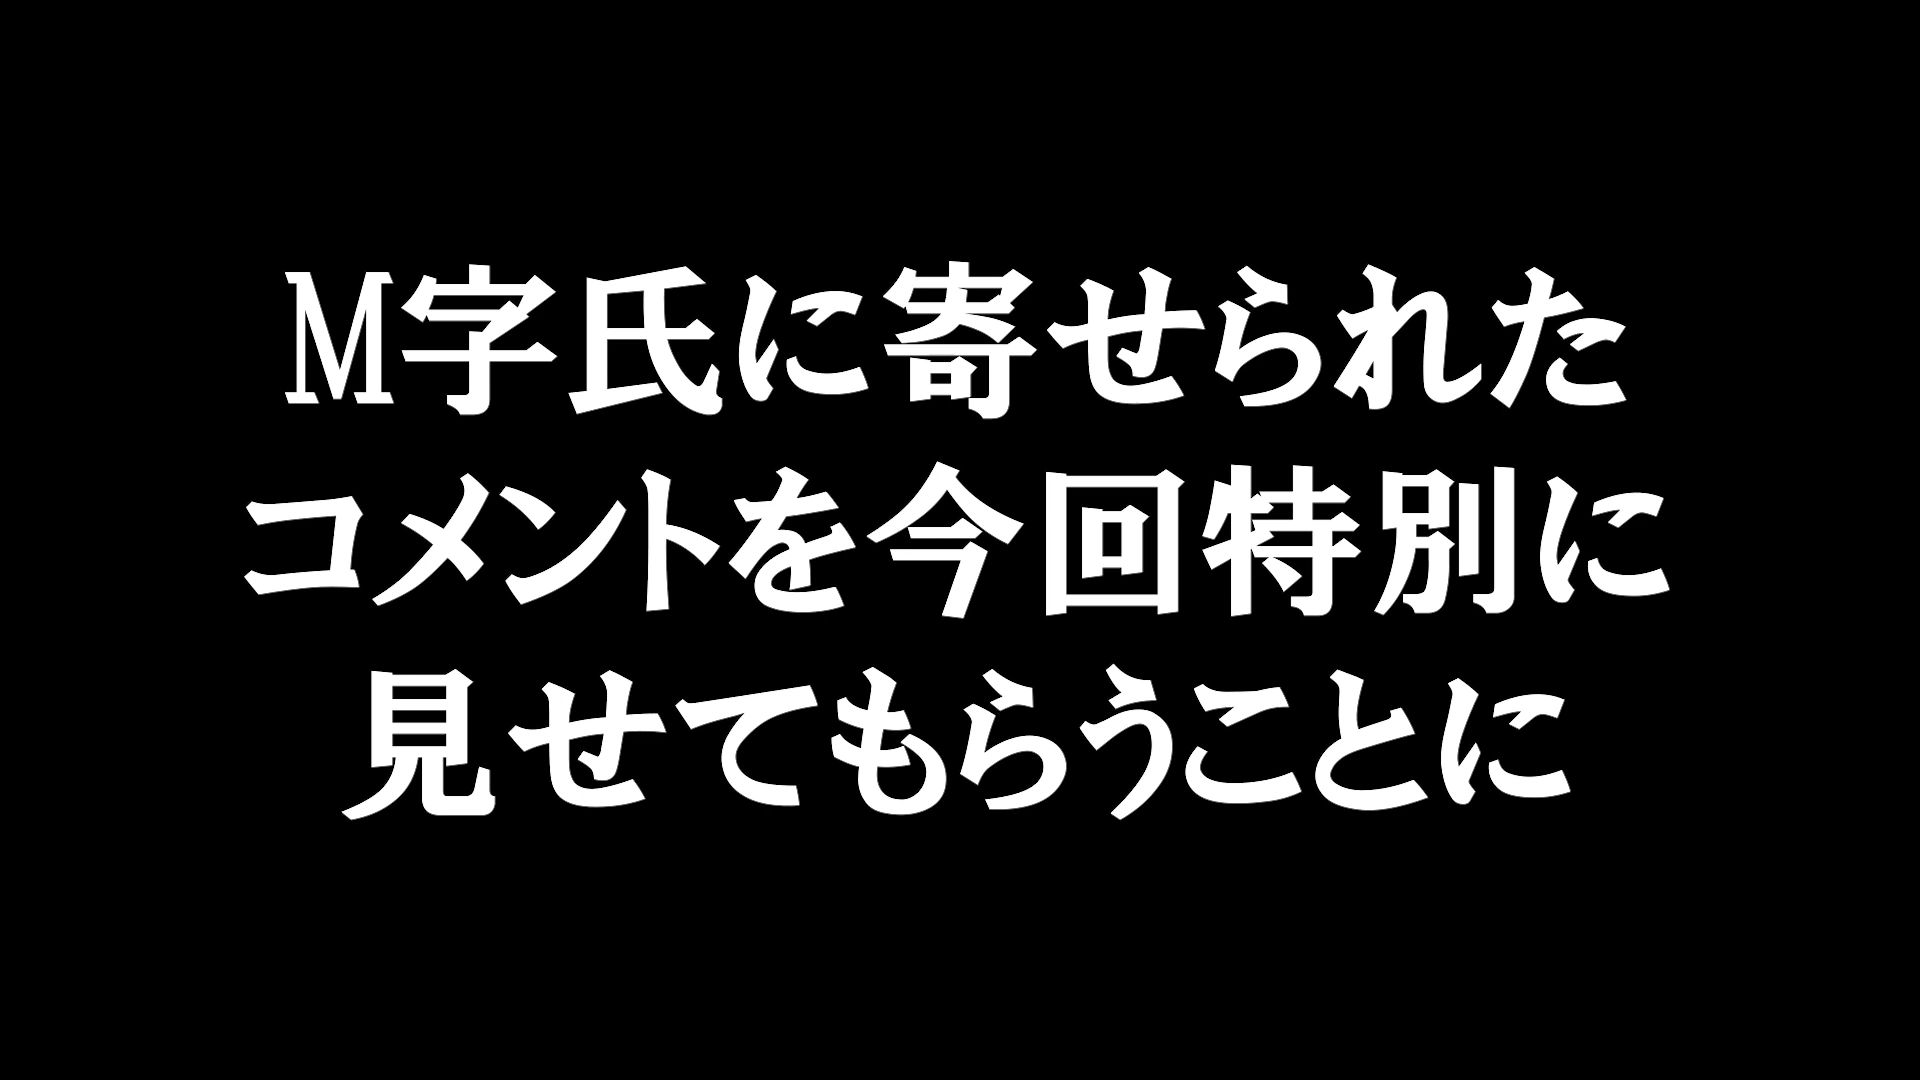 M字氏に寄せられた
コメントを今回特別に
見せてもらうことに